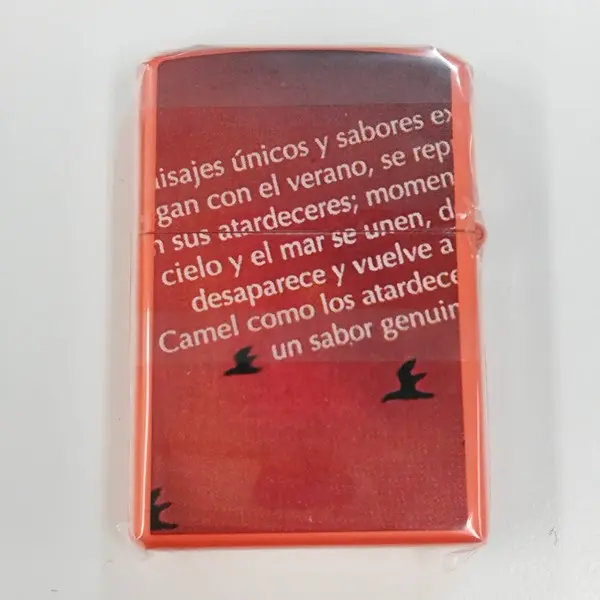 isajes únicos y sabores ex
gan con el verano, se rep
n sus atardeceres; momen
cielo y el mar se unen, d
desaparece y vuelve a
Camel como los atardece
un sabor genuin